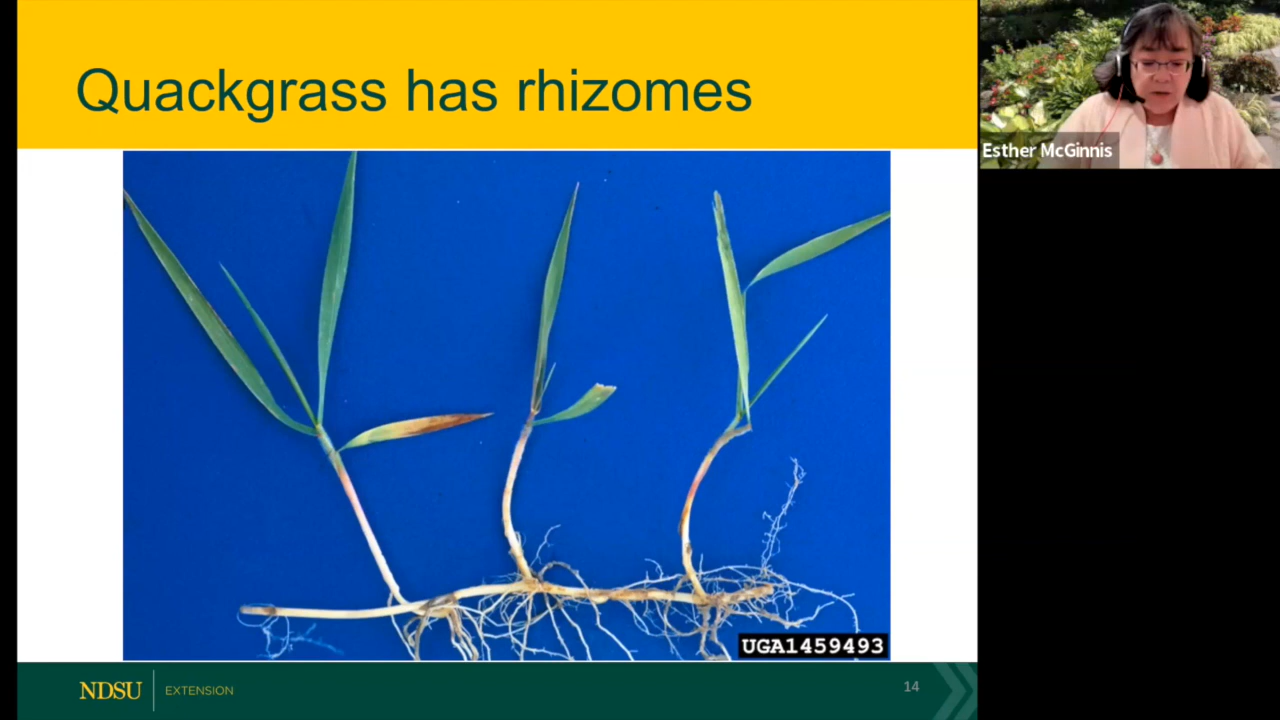 Quackgrass has rhizomes
Esther McGinnis
UGA1459493
NDSU EXTENSION
14